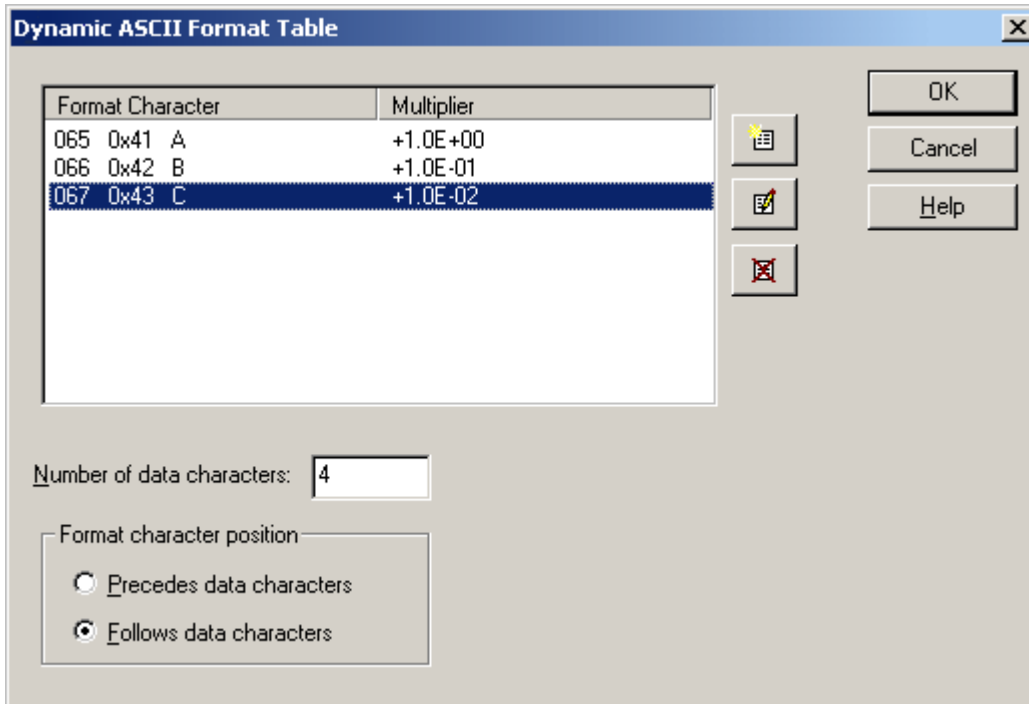 Dynamic ASCII Format Table
Format Character Multiplier
065 0x41 A +1.0E+00
066 0x42 B +1.0E-01
067 0x43 C +1.0E-02
OK
Cancel
Help
Number of data characters: 4
Format character position
Precedes data characters
Follows data characters